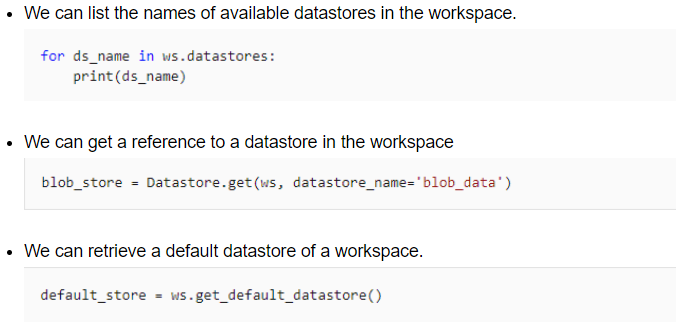 • We can list the names of available datastores in the workspace.
for ds_name in ws.datastores:
    print(ds_name)
• We can get a reference to a datastore in the workspace
blob_store = Datastore.get(ws, datastore_name='blob_data')
• We can retrieve a default datastore of a workspace.
default_store = ws.get_default_datastore()